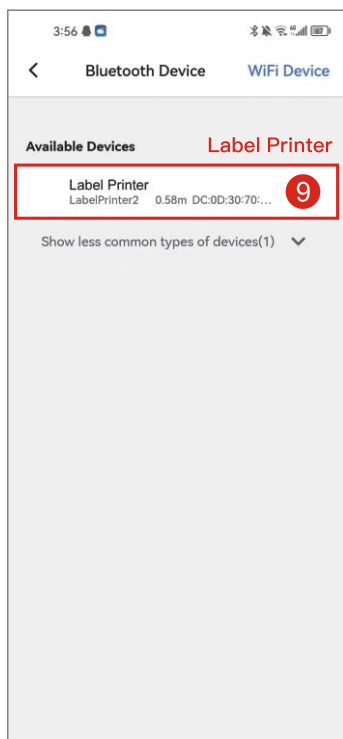 3:56 67
Bluetooth Device WiFi Device
Available Devices Label Printer
Label Printer
LabelPrinter2 0.58m DC:0D:30:70:... 9
Show less common types of devices(1)